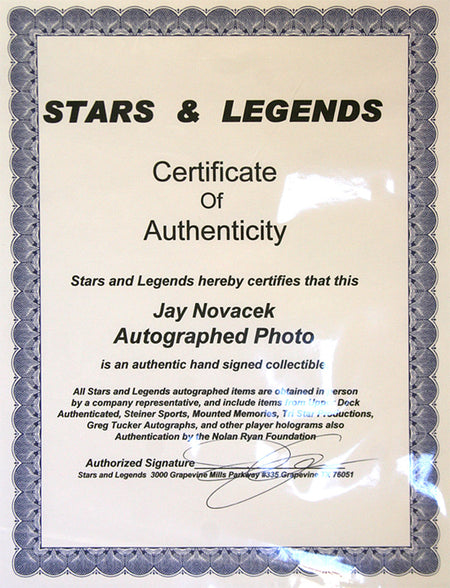 STARS & LEGENDS
Certificate
Of
Authenticity
Stars and Legends hereby certifies that this
Jay Novacek
Autographed Photo
is an authentic hand signed collectible
All Stars and Legends autographed items are obtained in person
by a company representative, and include items from Upper Deck
Authenticated, Steiner Sports, Mounted Memories, Tri Star Productions,
Greg Tucker Autographs, and other player holograms also
Authentication by the Nolan Ryan Foundation
Authorized Signature
Stars and Legends 3000 Grapevine Mills Parkway #335 Grapevine TX 76051